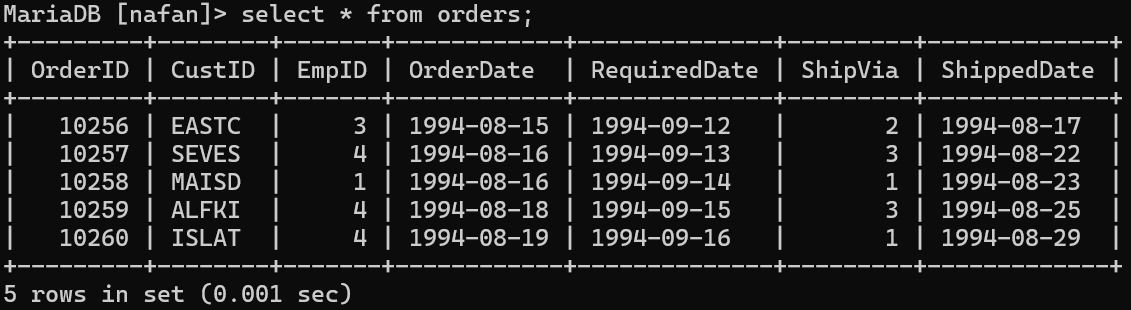 MariaDB [nafan]> select * from orders;
+---------+--------+-------+------------+--------------+---------+-------------+
| OrderID | CustID | EmpID | OrderDate  | RequiredDate | ShipVia | ShippedDate |
+---------+--------+-------+------------+--------------+---------+-------------+
|   10256 | EASTC  |     3 | 1994-08-15 | 1994-09-12   |       2 | 1994-08-17  |
|   10257 | SEVES  |     4 | 1994-08-16 | 1994-09-13   |       3 | 1994-08-22  |
|   10258 | MAISD  |     1 | 1994-08-16 | 1994-09-14   |       1 | 1994-08-23  |
|   10259 | ALFKI  |     4 | 1994-08-18 | 1994-09-15   |       3 | 1994-08-25  |
|   10260 | ISLAT  |     4 | 1994-08-19 | 1994-09-16   |       1 | 1994-08-29  |
+---------+--------+-------+------------+--------------+---------+-------------+
5 rows in set (0.001 sec)